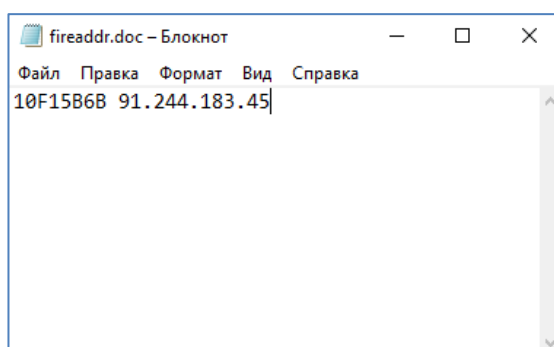 fireaddr.doc – Блокнот
Файл Правка Формат Вид Справка
10F15B6B 91.244.183.45